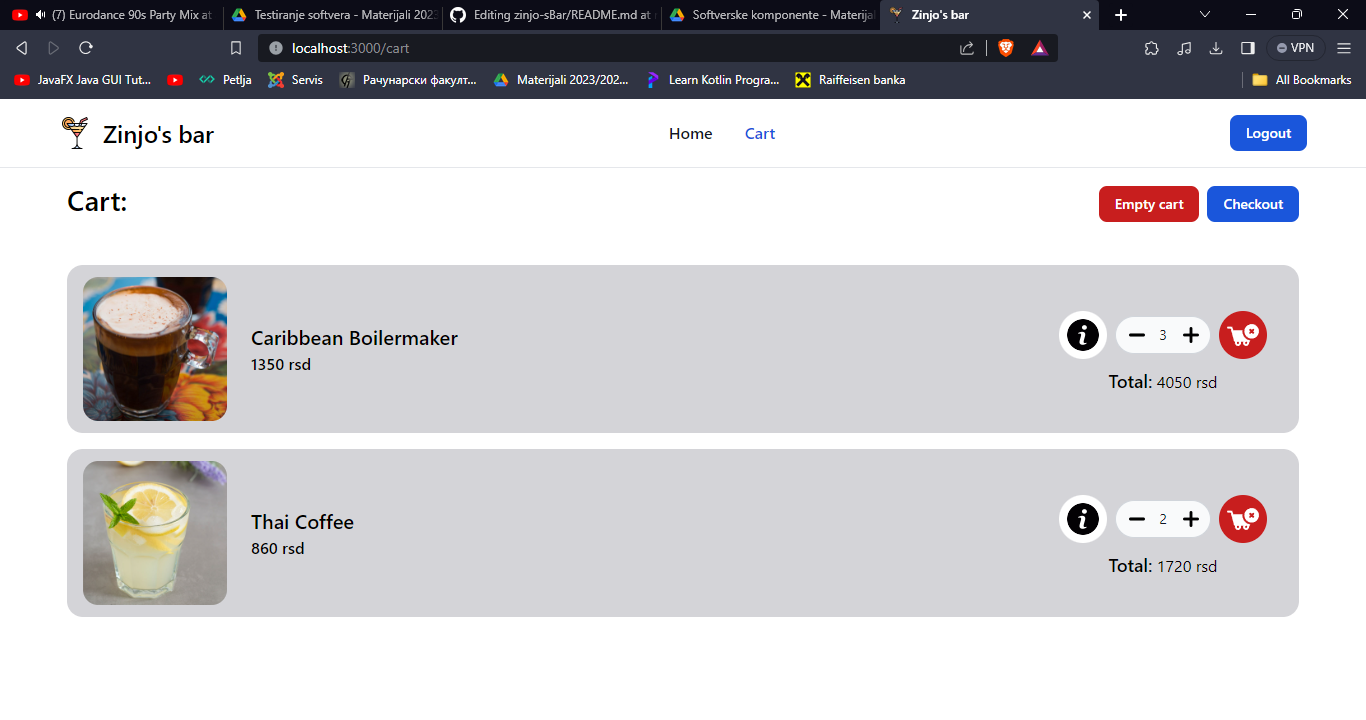 (7) Eurodance 90s Party Mix at
Testiranje softvera - Materijali 202
Editing zinjo-sBar/README.md at
Softverske komponente - Materija
Zinjo's bar
localhost:3000/cart
VPN
JavaFX Java GUI Tut...
Petlja
Servis
Рачунарски факулт...
Materijali 2023/202...
Learn Kotlin Progra...
Raiffeisen banka
All Bookmarks
Zinjo's bar
Home
Cart
Logout
Cart:
Empty cart
Checkout
Caribbean Boilermaker
1350 rsd
3
Total: 4050 rsd
Thai Coffee
860 rsd
2
Total: 1720 rsd